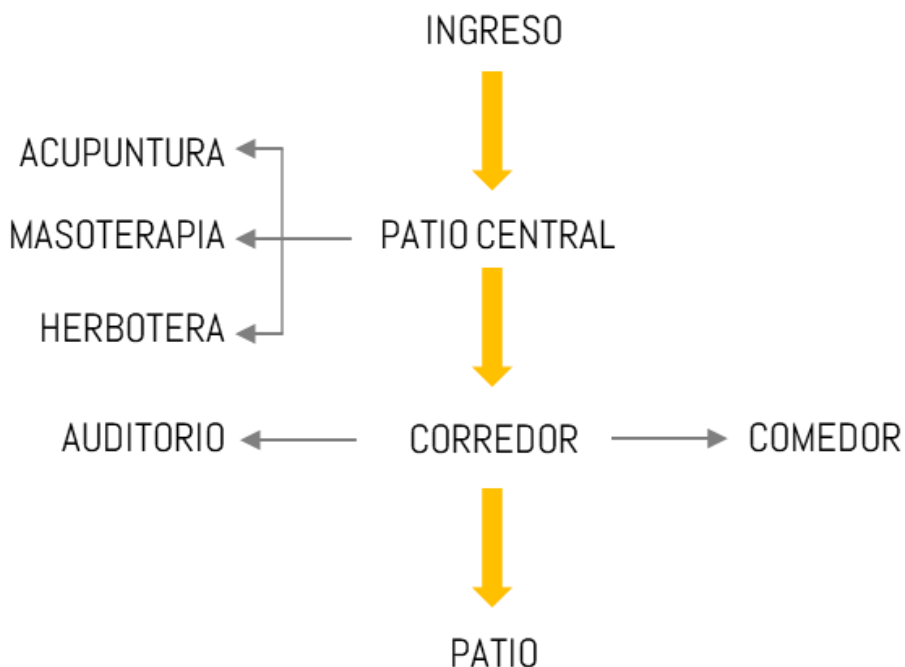 INGRESO
ACUPUNTURA
MASOTERAPIA
PATIO CENTRAL
HERBOTERA
AUDITORIO
CORREDOR
COMEDOR
PATIO